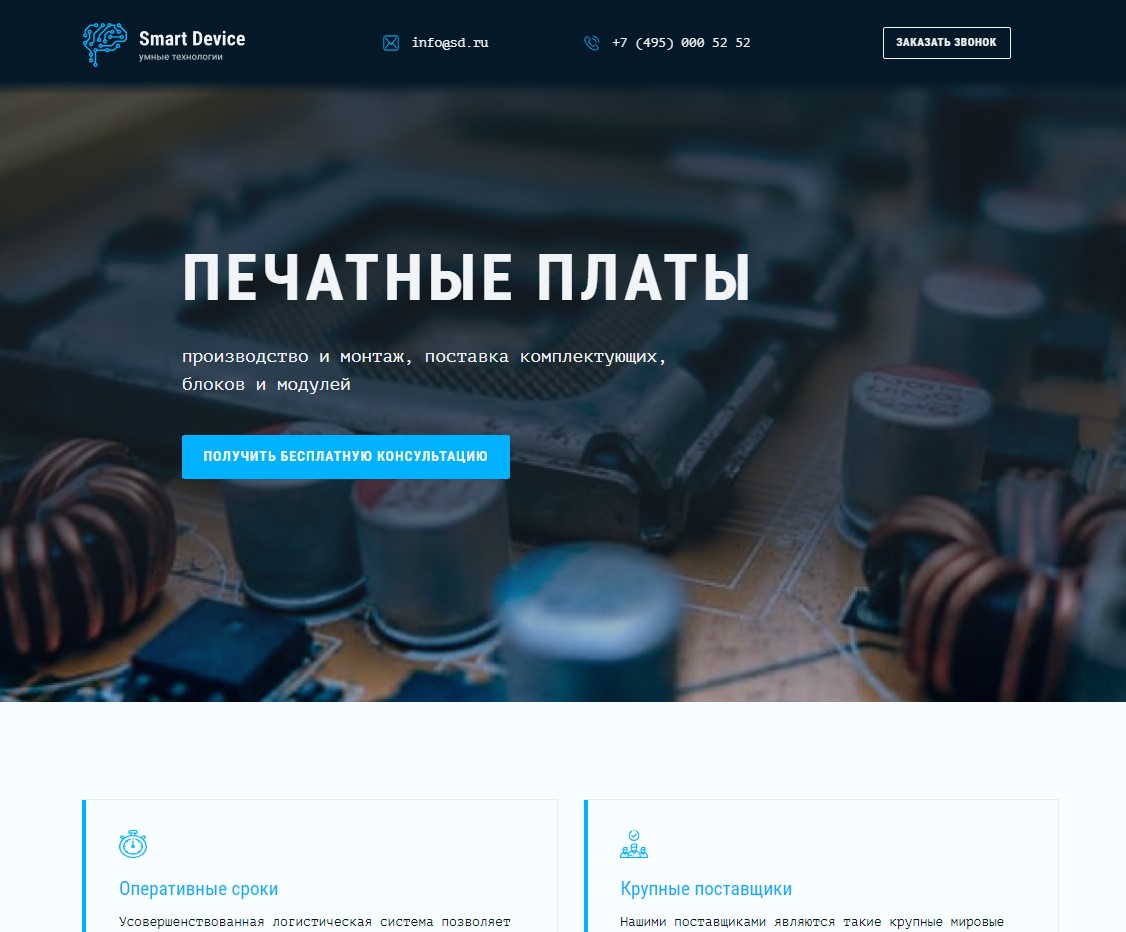 Smart Device
умные технологии
info@sd.ru
+7 (495) 000 52 52
ЗАКАЗАТЬ ЗВОНОК
ПЕЧАТНЫЕ ПЛАТЫ
производство и монтаж, поставка комплектующих,
блоков и модулей
ПОЛУЧИТЬ БЕСПЛАТНУЮ КОНСУЛЬТАЦИЮ
Оперативные сроки
Усовершенствованная логистическая система позволяет
Крупные поставщики
Нашими поставщиками являются такие крупные мировые